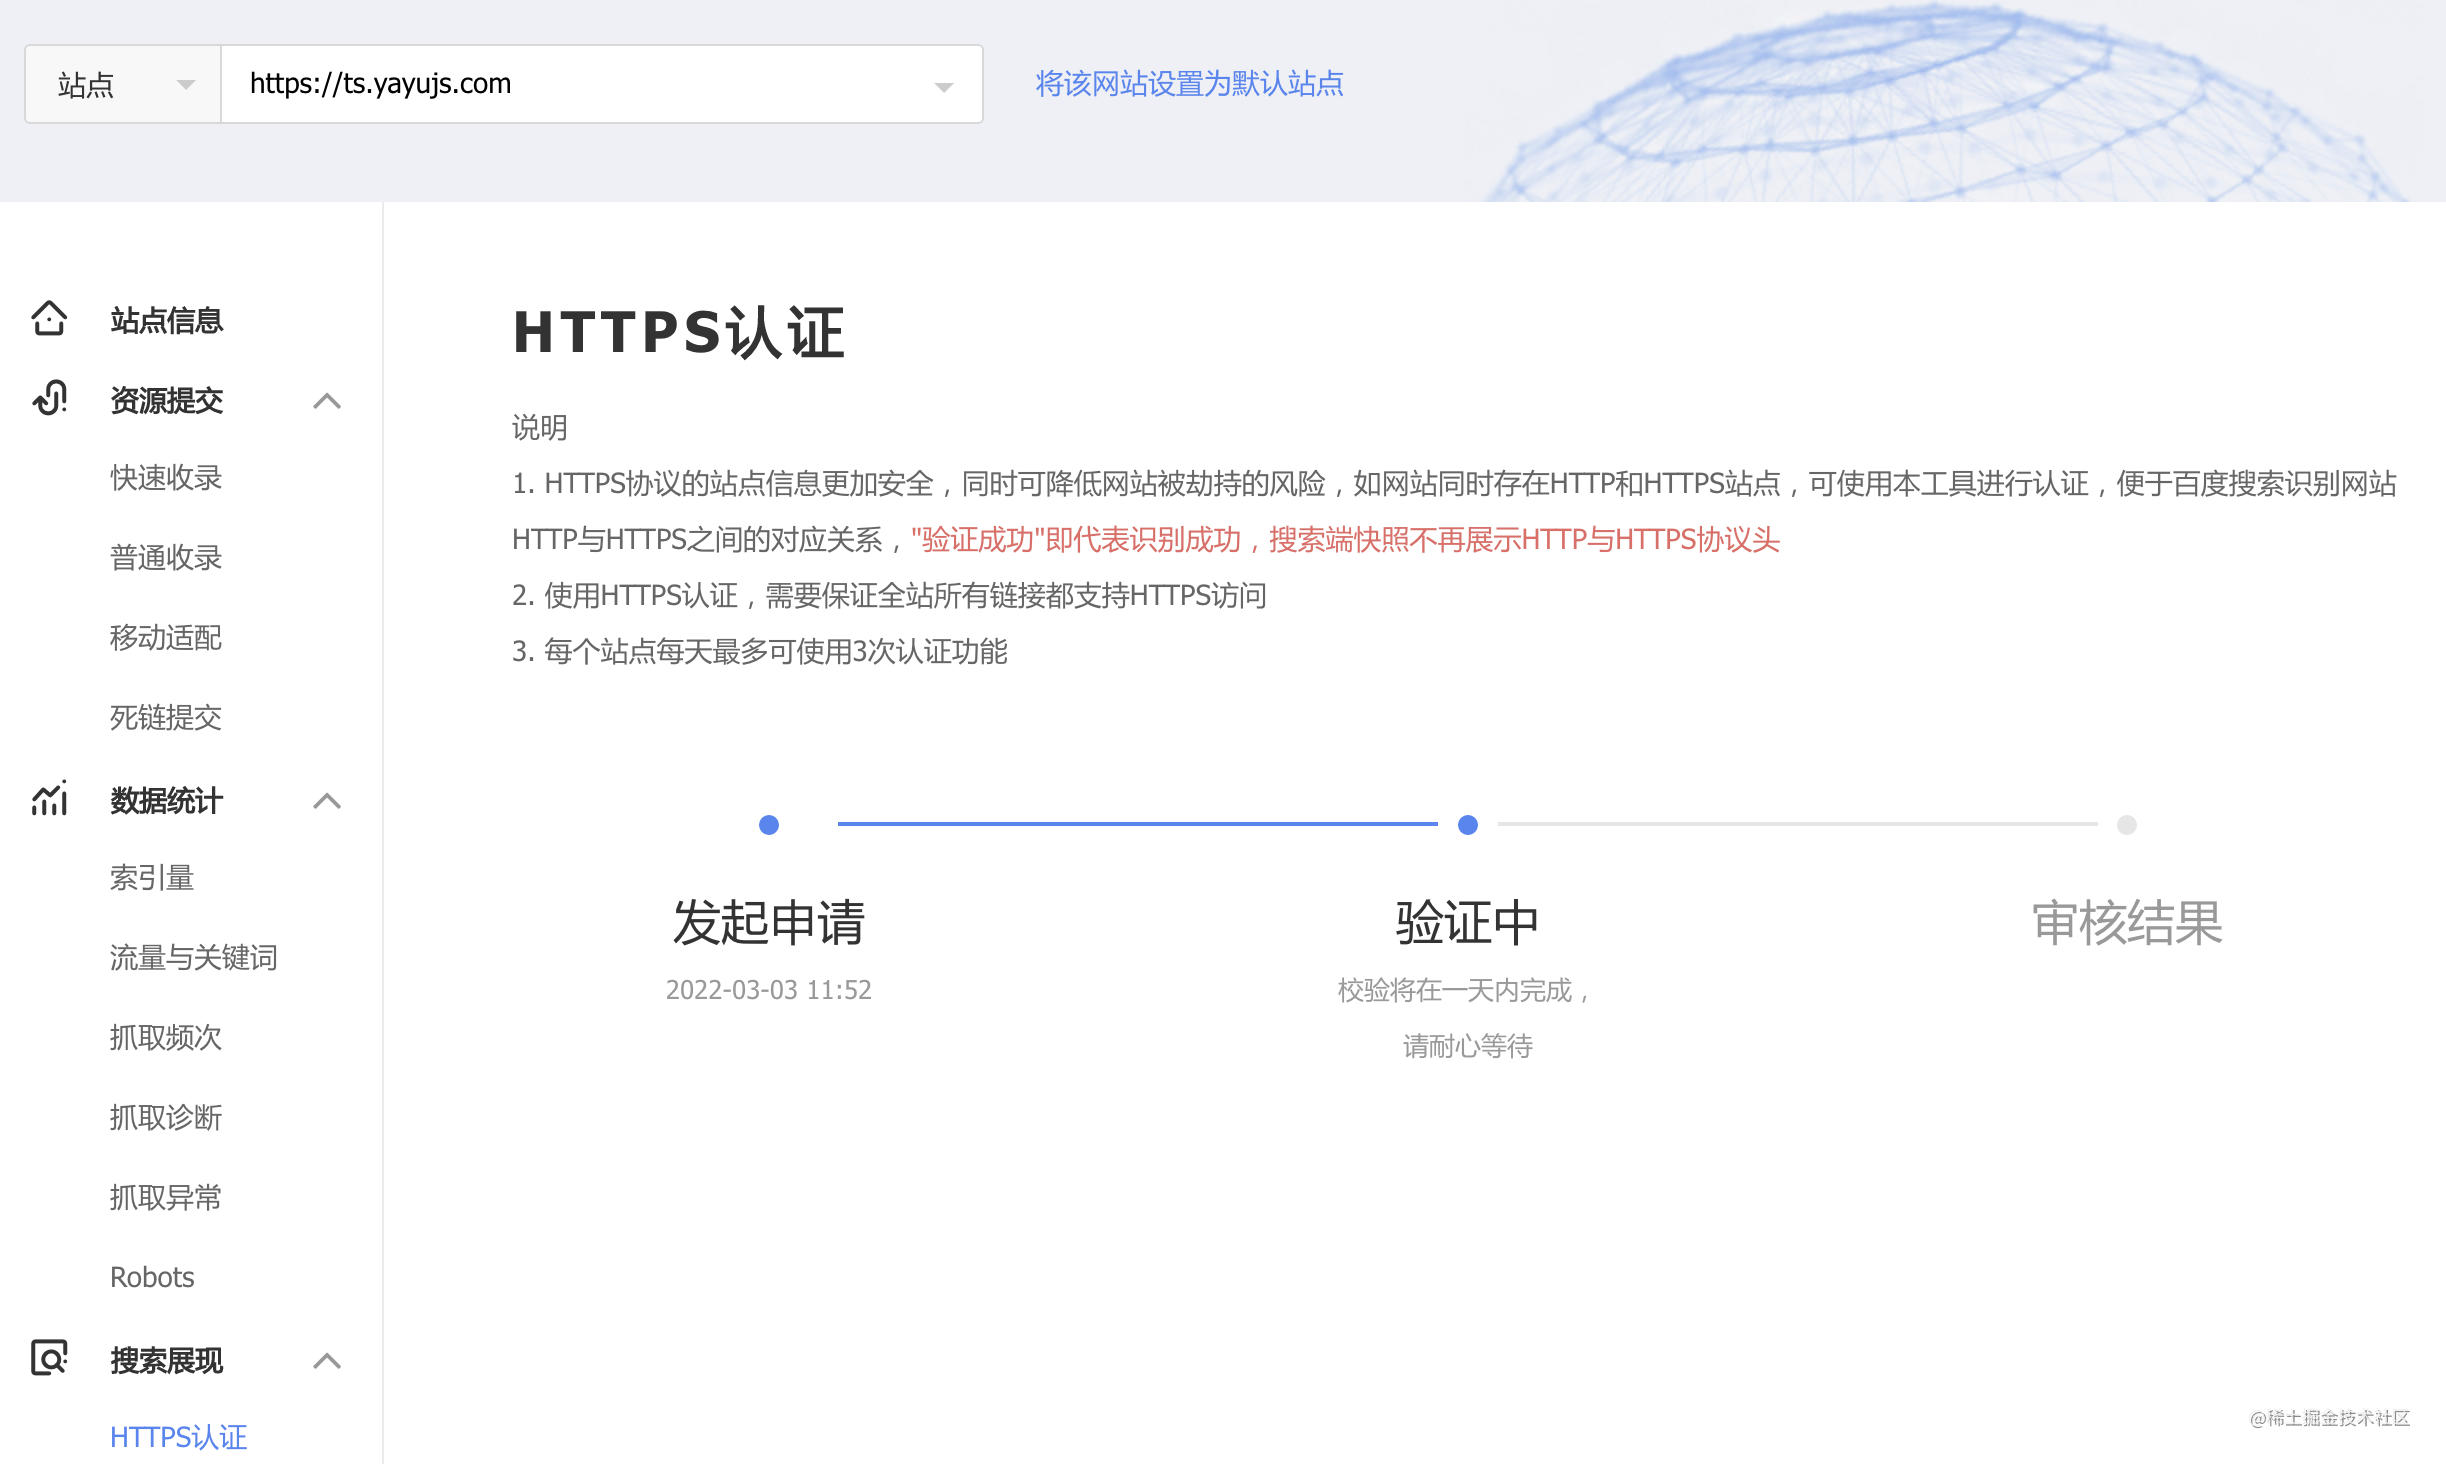 站点
https://ts.yayujs.com
将该网站设置为默认站点
站点信息
资源提交
快速收录
普通收录
移动适配
死链提交
数据统计
索引量
流量与关键词
抓取频次
抓取诊断
抓取异常
Robots
搜索展现
HTTPS认证
HTTPS认证
说明
1. HTTPS协议的站点信息更加安全，同时可降低网站被劫持的风险，如网站同时存在HTTP和HTTPS站点，可使用本工具进行认证，便于百度搜索识别网站
HTTP与HTTPS之间的对应关系，"验证成功"即代表识别成功，搜索端快照不再展示HTTP与HTTPS协议头
2. 使用HTTPS认证，需要保证全站所有链接都支持HTTPS访问
3. 每个站点每天最多可使用3次认证功能
发起申请
2022-03-03 11:52
验证中
校验将在一天内完成，
请耐心等待
审核结果
@稀土掘金技术社区